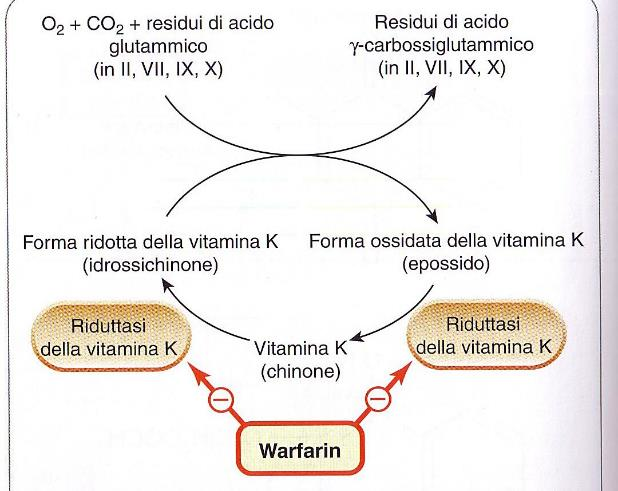 O2 + CO2 + residui di acido
glutammico
(in II, VII, IX, X)
Residui di acido
γ-carbossiglutammico
(in II, VII, IX, X)
Forma ridotta della vitamina K
(idrossichinone)
Forma ossidata della vitamina K
(epossido)
Riduttasi
della vitamina K
Vitamina K
(chinone)
Riduttasi
della vitamina K
Warfarin